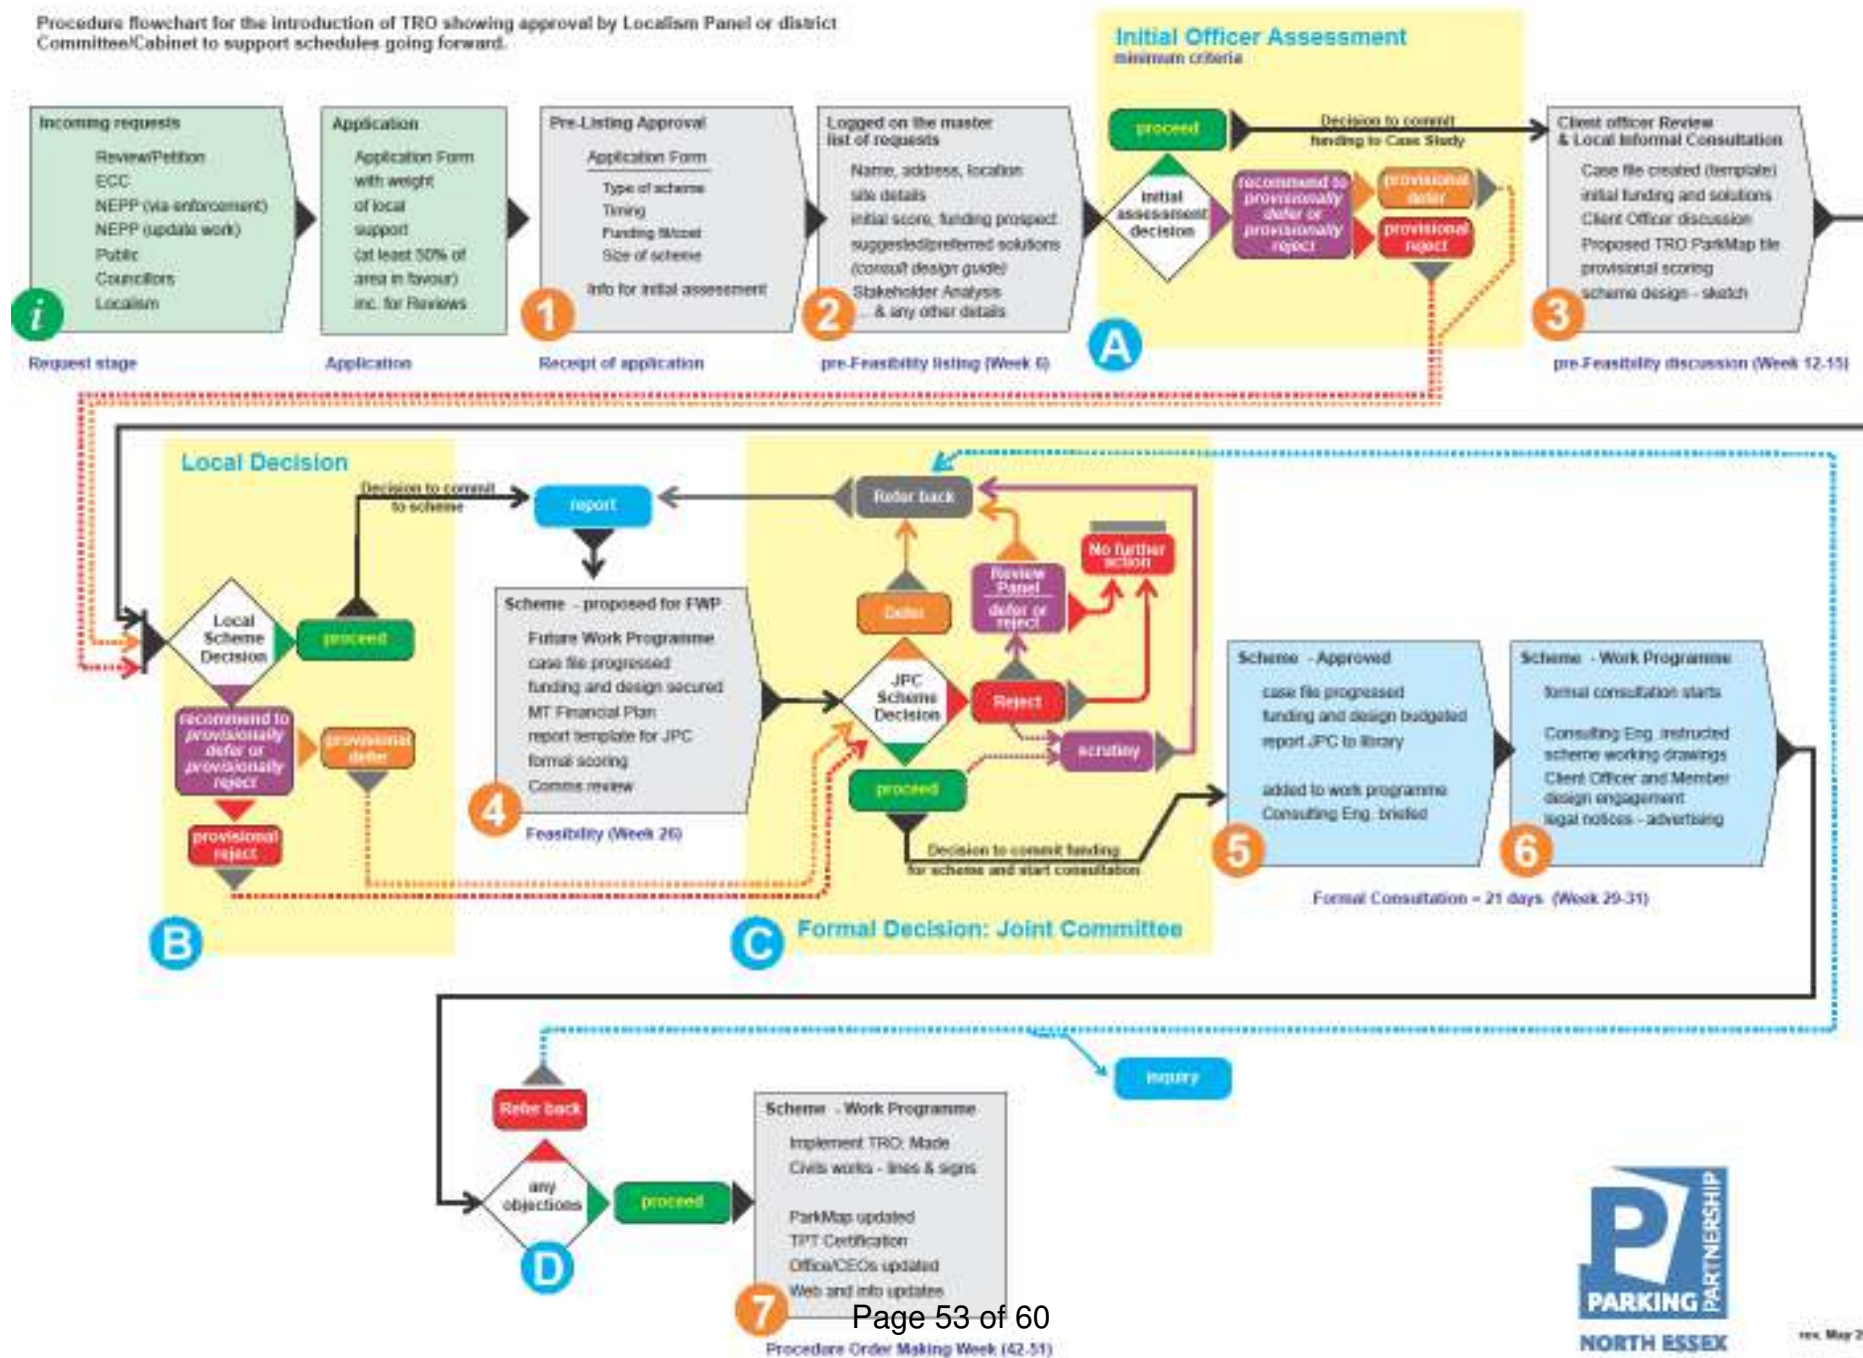 Procedure flowchart for the introduction of TRO showing approval by Localism Panel or district
Committee/Cabinet to support schedules going forward.
Incoming requests
Review/Petition
ECC
NEPP (via enforcement)
NEPP (update work)
Public
Councillors
Localism
i
Request stage
Application
Application Form
with weight
of local
support
(at least 50% of
area in favour)
inc. for Reviews
Application
Pre-Listing Approval
Application Form
Type of scheme
Timing
Funding fit/cost
Size of scheme
Info for initial assessment
1
Receipt of application
Logged on the master
list of requests
Name, address, location
site details
initial score, funding prospect
suggested/preferred solutions
(consult design guide)
Stakeholder Analysis
... & any other details
2
pre-Feasibility listing (Week 6)
Initial Officer Assessment
minimum criteria
proceed
Decision to commit
funding to Case Study
initial
assessment
decision
recommend to
provisionally
defer or
provisionally
reject
provisional
defer
provisional
reject
A
Client officer Review
& Local Informal Consultation
Case file created (template)
initial funding and solutions
Client Officer discussion
Proposed TRO ParkMap tile
provisional scoring
scheme design - sketch
3
pre-Feasibility discussion (Week 12-15)
Local Decision
Decision to commit
to scheme
Local
Scheme
Decision
proceed
recommend to
provisionally
defer or
provisionally
reject
provisional
defer
provisional
reject
B
report
Scheme - proposed for FWP
Future Work Programme
case file progressed
funding and design secured
MT Financial Plan
report template for JPC
formal scoring
Comms review
4
Feasibility (Week 26)
Refer back
Defer
Review
Panel
defer or
reject
No further
action
JPC
Scheme
Decision
Reject
scrutiny
proceed
Decision to commit funding
for scheme and start consultation
C
Formal Decision: Joint Committee
Scheme - Approved
case file progressed
funding and design budgeted
report JPC to library
added to work programme
Consulting Eng. briefed
5
Scheme - Work Programme
formal consultation starts
Consulting Eng. instructed
scheme working drawings
Client Officer and Member
design engagement
legal notices - advertising
6
Formal Consultation = 21 days (Week 29-31)
inquiry
Refer back
any
objections
proceed
D
Scheme - Work Programme
Implement TRO: Made
Civils works - lines & signs
ParkMap updated
TPT Certification
Office/CEOs updated
Web and info updates
7
Page 53 of 60
Procedure Order Making Week (42-51)
P
PARKING
PARTNERSHIP
NORTH ESSEX
rev. May 2